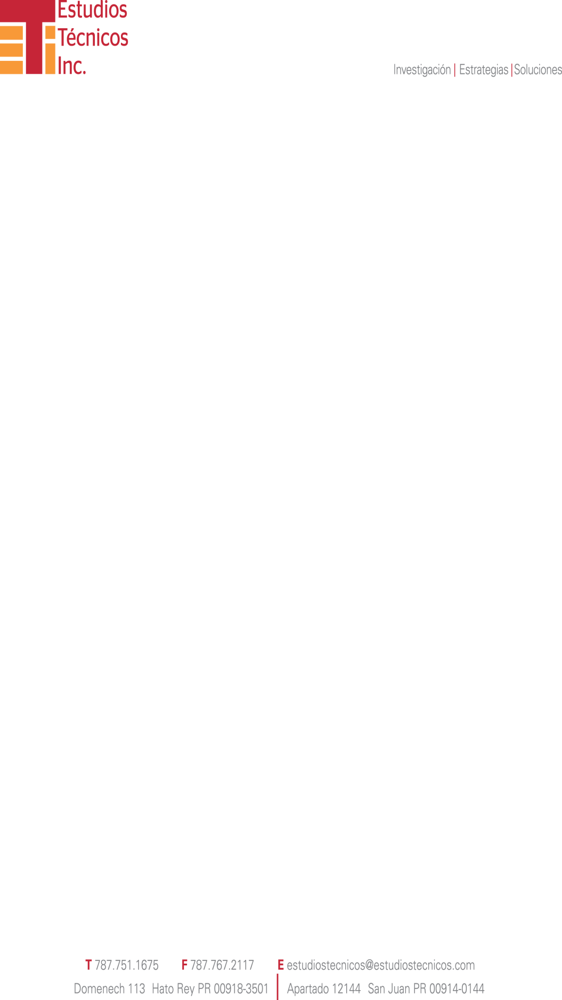 Estudios
Técnicos
Inc.
Investigación | Estrategias | Soluciones
T 787.751.1675 F 787.767.2117 E estudiostecnicos@estudiostecnicos.com
Domenech 113 Hato Rey PR 00918-3501 | Apartado 12144 San Juan PR 00914-0144